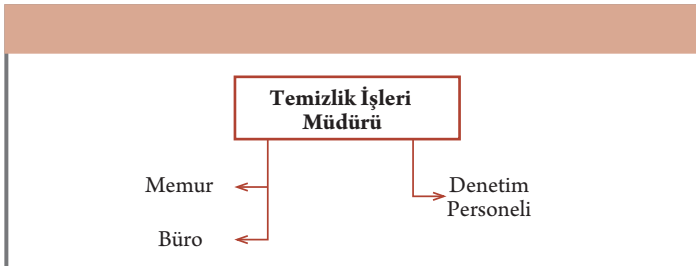 Temizlik İşleri
Müdürü
Memur
Denetim
Personeli
Büro